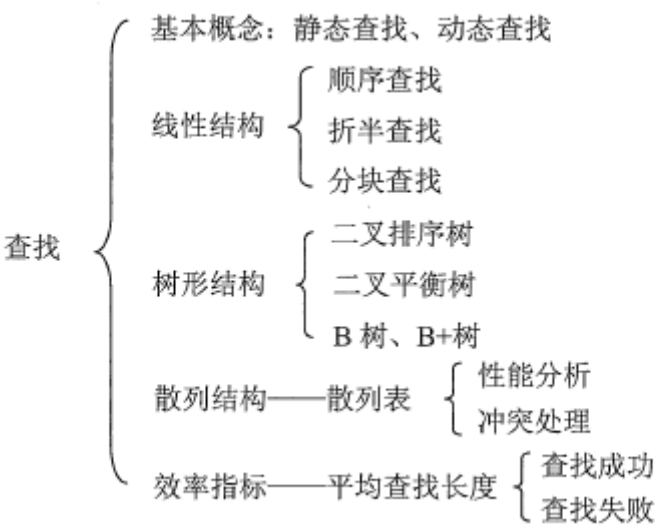 基本概念：静态查找、动态查找
顺序查找
线性结构
折半查找
分块查找
二叉排序树
查找
树形结构
二叉平衡树
B 树、B+树
性能分析
散列结构——散列表
冲突处理
查找成功
效率指标——平均查找长度
查找失败